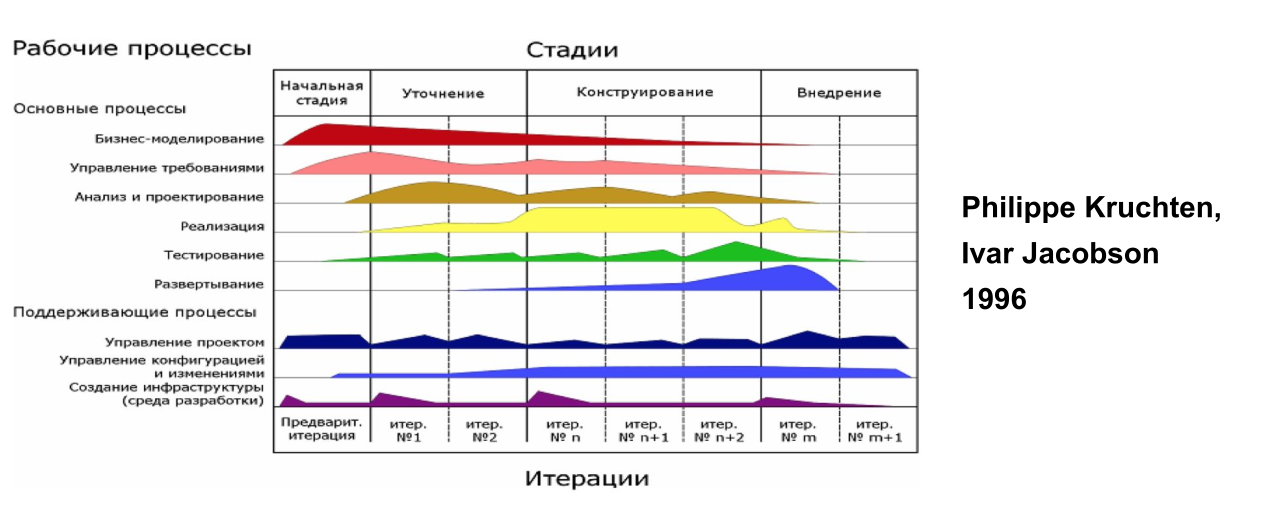 Рабочие процессы
Стадии
Начальная
стадия
Уточнение
Конструирование
Внедрение
Основные процессы
Бизнес-моделирование
Управление требованиями
Анализ и проектирование
Реализация
Тестирование
Развертывание
Поддерживающие процессы
Управление проектом
Управление конфигурацией
и изменениями
Создание инфраструктуры
(среда разработки)
Предварит.
итерация
итер.
№1
итер.
№2
итер.
№ n
итер.
№ n+1
итер.
№ n+2
итер.
№ m
итер.
№ m+1
Итерации
Philippe Kruchten,
Ivar Jacobson
1996